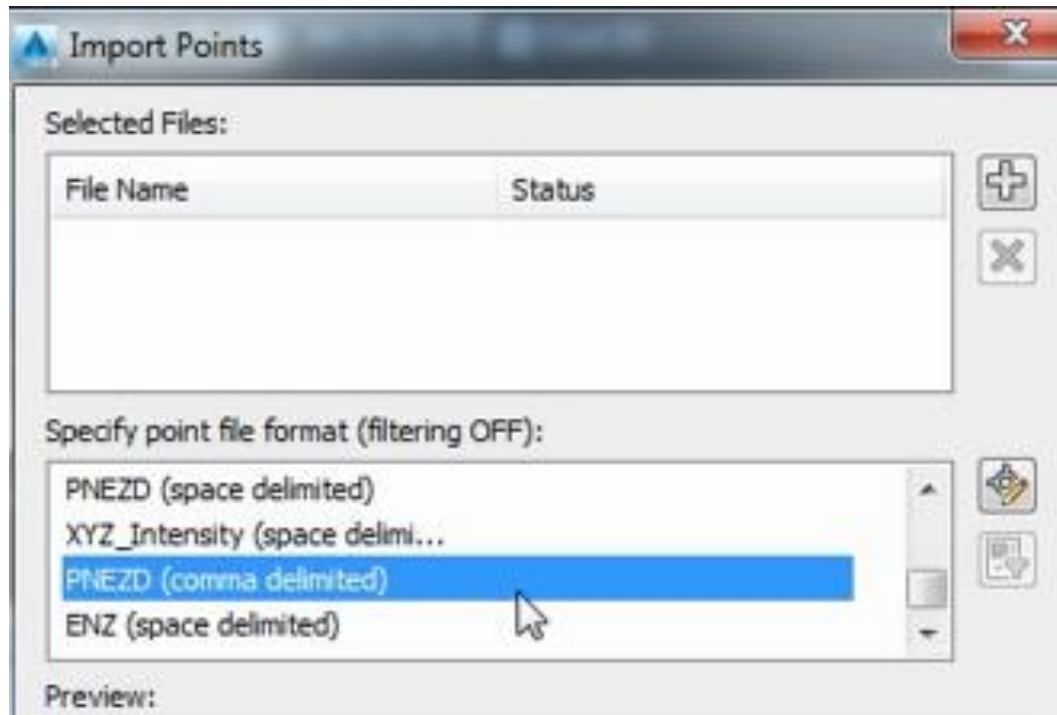 Import Points
Selected Files:
File Name Status
Specify point file format (filtering OFF):
PNEZD (space delimited)
XYZ_Intensity (space delimi...
PNEZD (comma delimited)
ENZ (space delimited)
Preview: